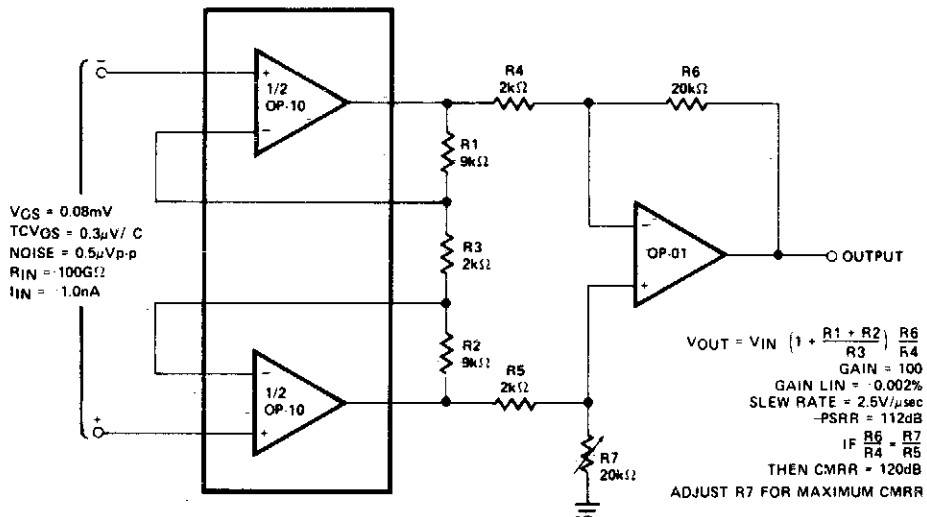 R4
2kΩ
R6
20kΩ
−
+
1/2
OP-10
−
R1
9kΩ
VOS = 0.08mV
TCVOS = 0.3µV/ C
NOISE = 0.5µVp-p
RIN = 100GΩ
IIN = 1.0nA
R3
2kΩ
−
OP-01
+
OUTPUT
R2
9kΩ
−
1/2
OP-10
+
+
R5
2kΩ
R7
20kΩ
VOUT = VIN (1 + R1 + R2 / R3) R6 / R4
GAIN = 100
GAIN LIN = 0.002%
SLEW RATE = 2.5V/µsec
-PSRR = 112dB
IF R6 / R4 = R7 / R5
THEN CMRR = 120dB
ADJUST R7 FOR MAXIMUM CMRR